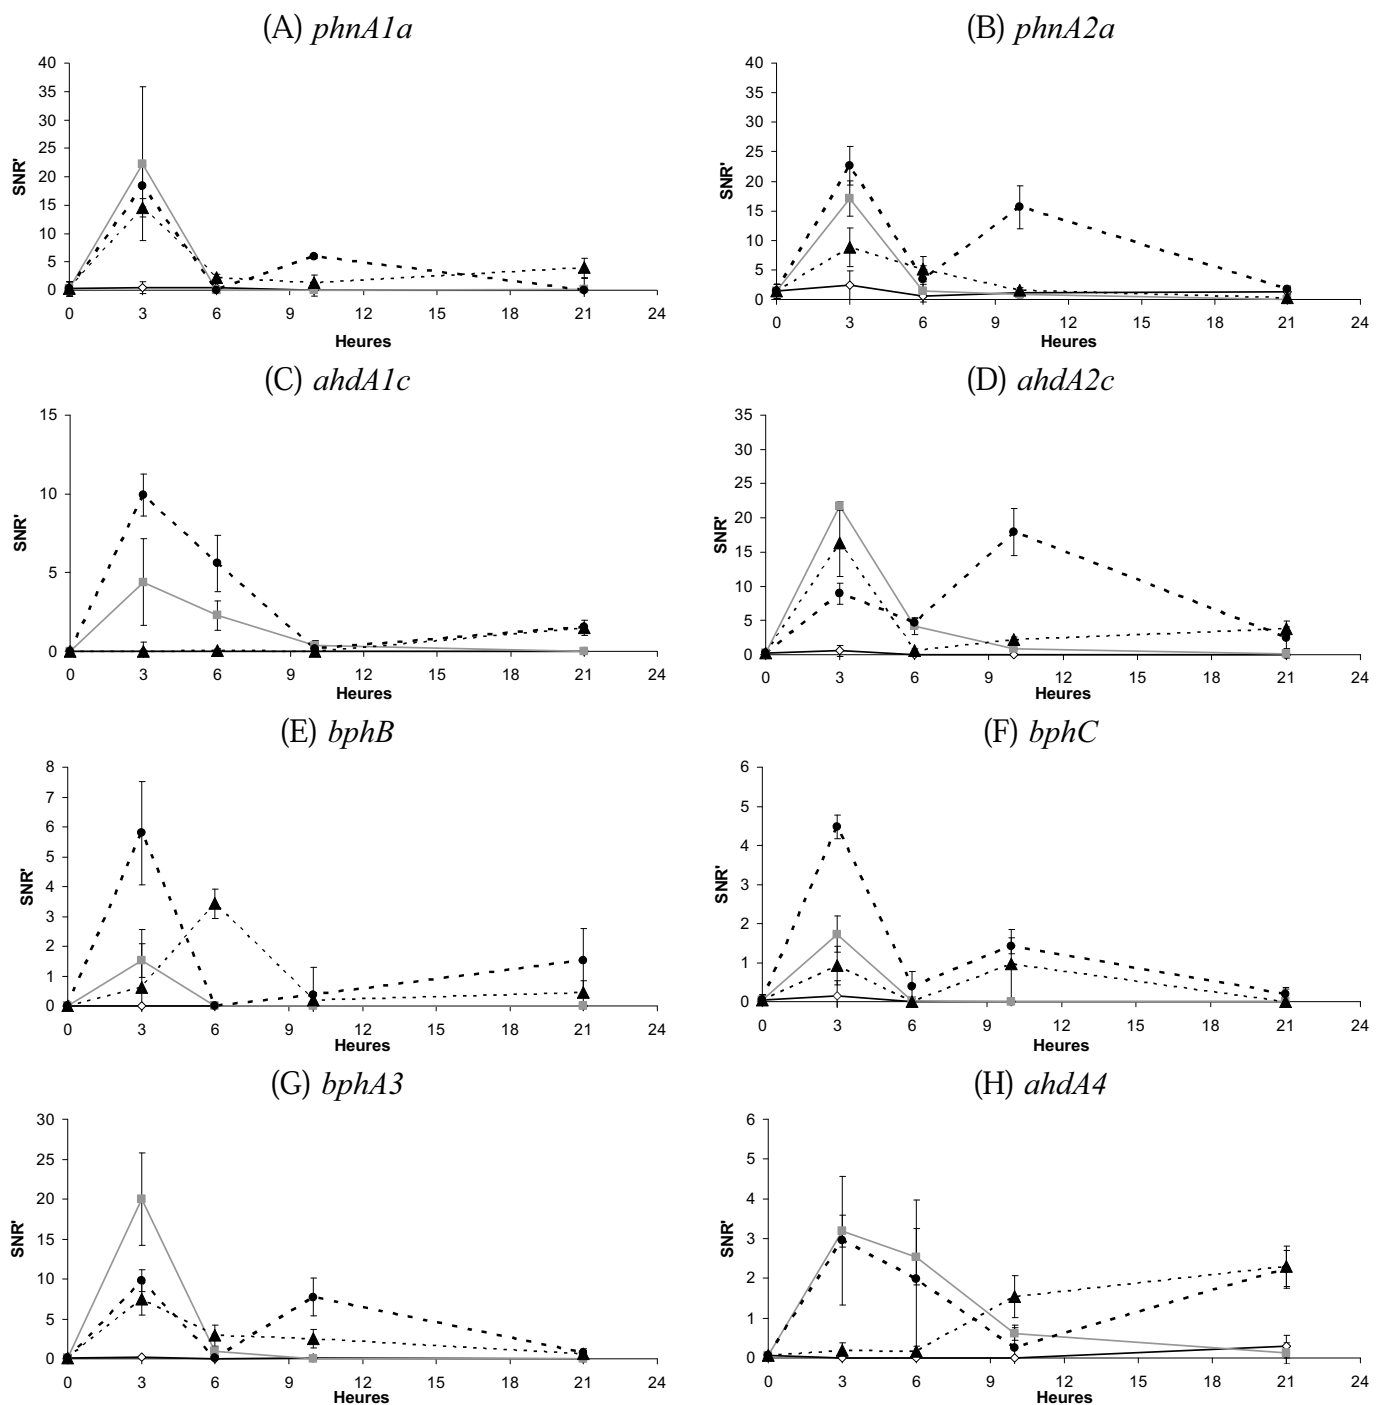 (A) phnA1a
40
35
30
25
20
15
10
5
0
SNR'
0 3 6 9 12 15 18 21 24
Heures
(B) phnA2a
40
35
30
25
20
15
10
5
0
SNR'
0 3 6 9 12 15 18 21 24
Heures
(C) ahdA1c
15
10
5
0
SNR'
0 3 6 9 12 15 18 21 24
Heures
(D) ahdA2c
35
30
25
20
15
10
5
0
SNR'
0 3 6 9 12 15 18 21 24
Heures
(E) bphB
8
7
6
5
4
3
2
1
0
SNR'
0 3 6 9 12 15 18 21 24
Heures
(F) bphC
6
5
4
3
2
1
0
SNR'
0 3 6 9 12 15 18 21 24
Heures
(G) bphA3
30
25
20
15
10
5
0
SNR'
0 3 6 9 12 15 18 21 24
Heures
(H) ahdA4
6
5
4
3
2
1
0
SNR'
0 3 6 9 12 15 18 21 24
Heures